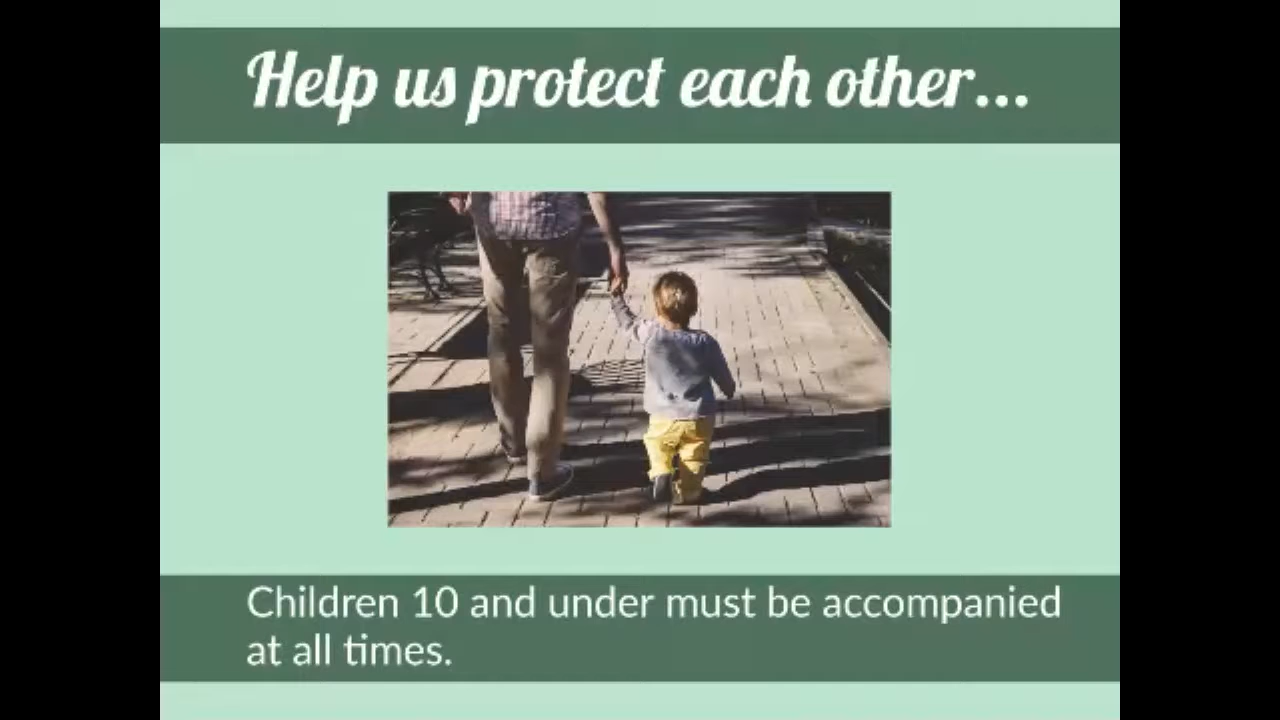 Help us protect each other...
Children 10 and under must be accompanied
at all times.